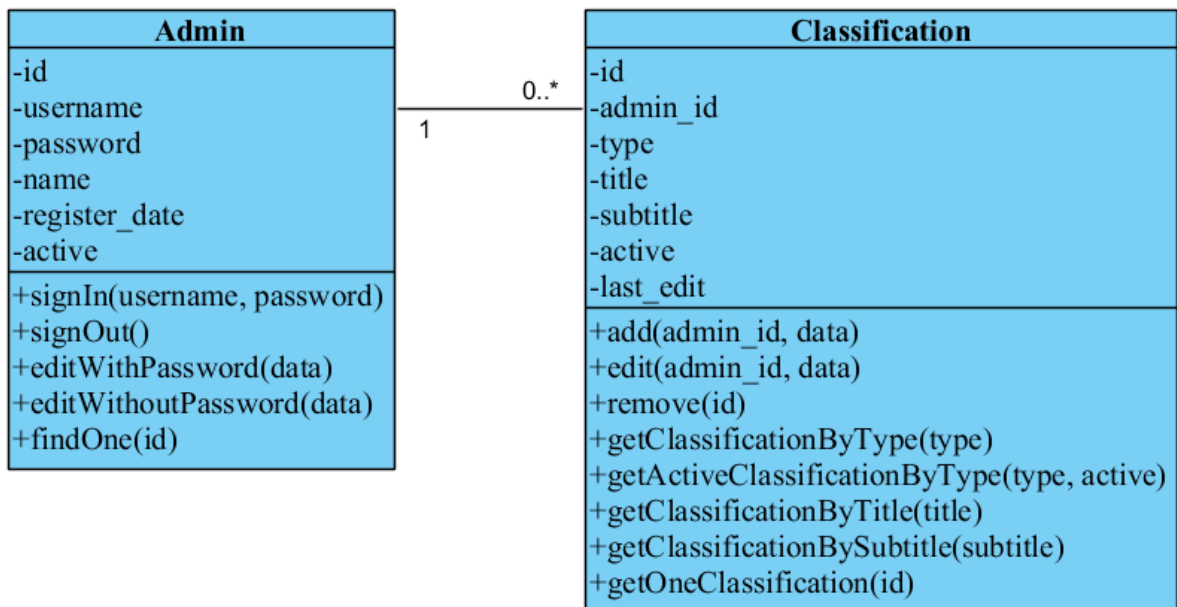 Admin
-id
-username
-password
-name
-register_date
-active
+signIn(username, password)
+signOut()
+editWithPassword(data)
+editWithoutPassword(data)
+findOne(id)
1
0..*
Classification
-id
-admin_id
-type
-title
-subtitle
-active
-last_edit
+add(admin_id, data)
+edit(admin_id, data)
+remove(id)
+getClassificationByType(type)
+getActiveClassificationByType(type, active)
+getClassificationByTitle(title)
+getClassificationBySubtitle(subtitle)
+getOneClassification(id)